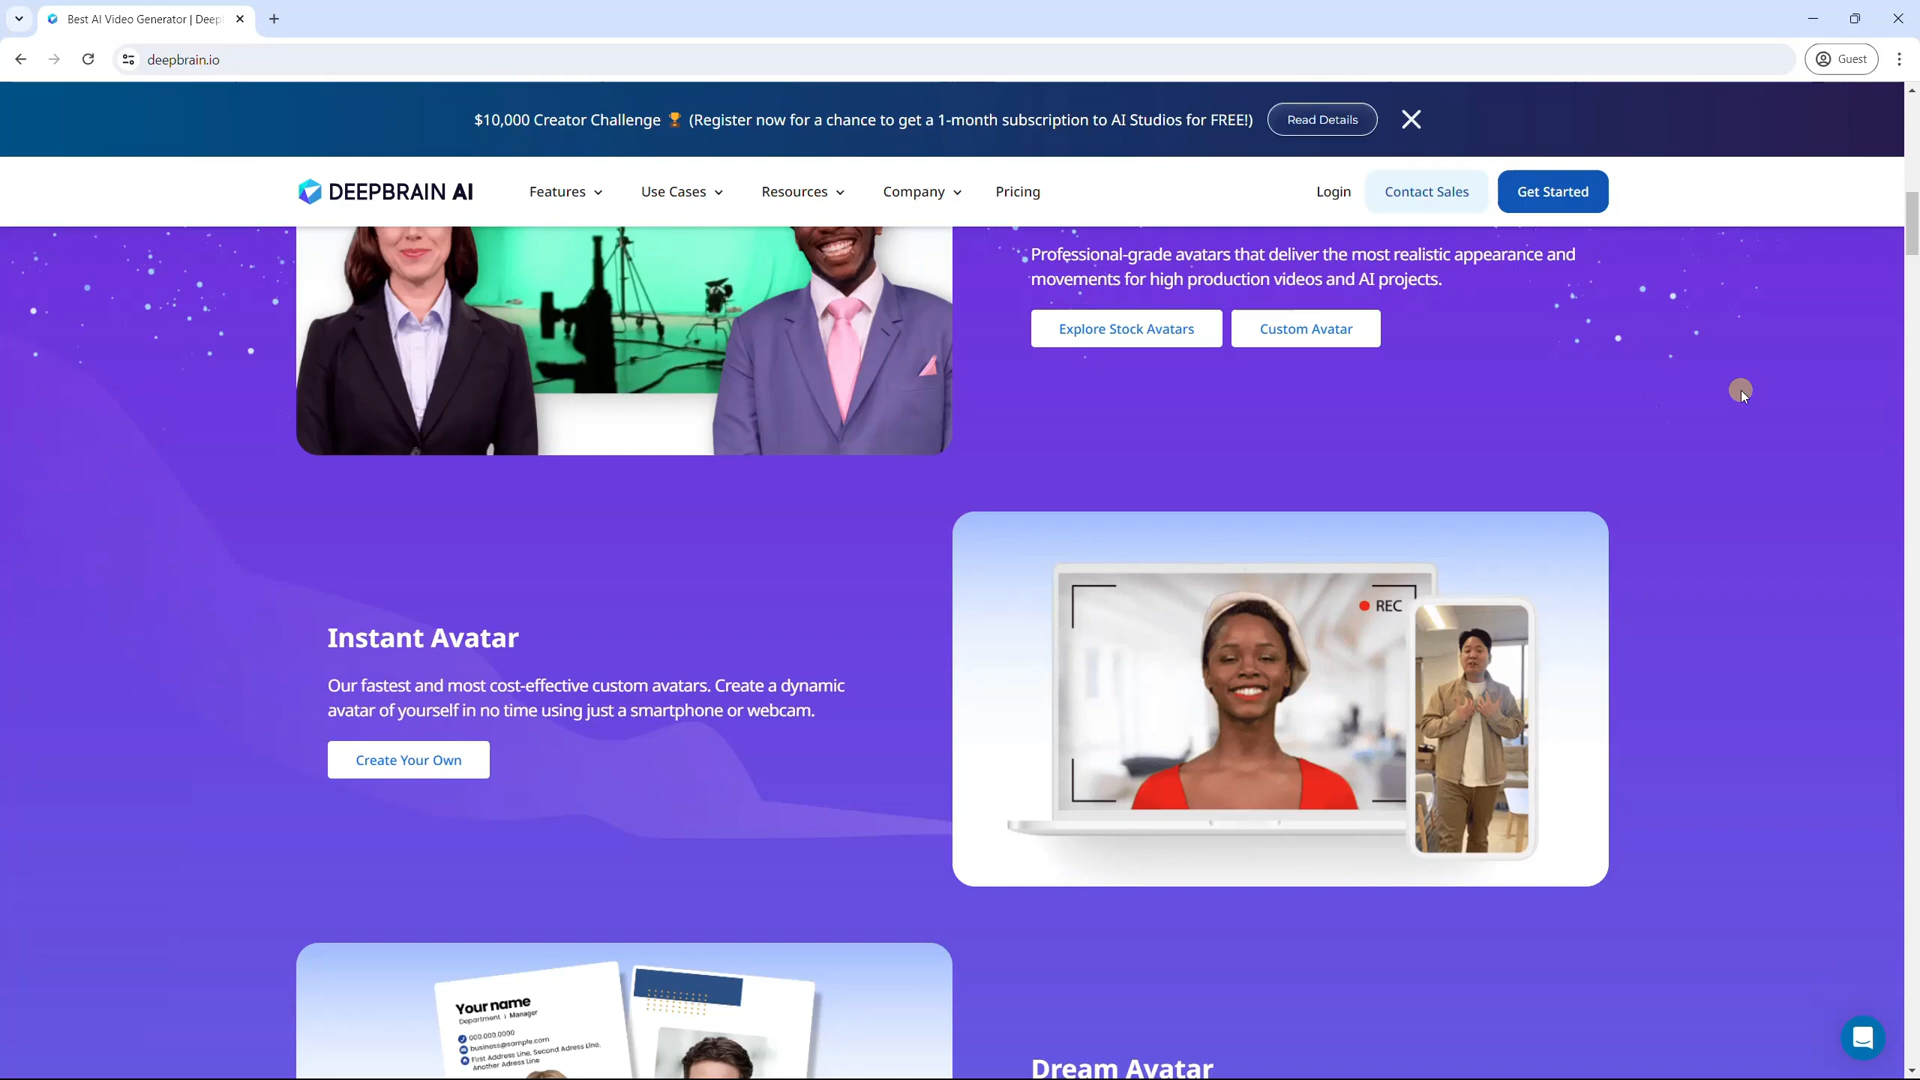 Best AI Video Generator | Deep
deepbrain.io
Guest
$10,000 Creator Challenge 🏆 (Register now for a chance to get a 1-month subscription to AI Studios for FREE!)
Read Details
DEEPBRAIN AI
Features
Use Cases
Resources
Company
Pricing
Login
Contact Sales
Get Started
Professional-grade avatars that deliver the most realistic appearance and
movements for high production videos and AI projects.
Explore Stock Avatars
Custom Avatar
Instant Avatar
Our fastest and most cost-effective custom avatars. Create a dynamic
avatar of yourself in no time using just a smartphone or webcam.
Create Your Own
REC
Your name
Department | Manager
000.000.0000
business@sample.com
First Address Line, Second Adress Line,
Another Adress Line
Dream Avatar